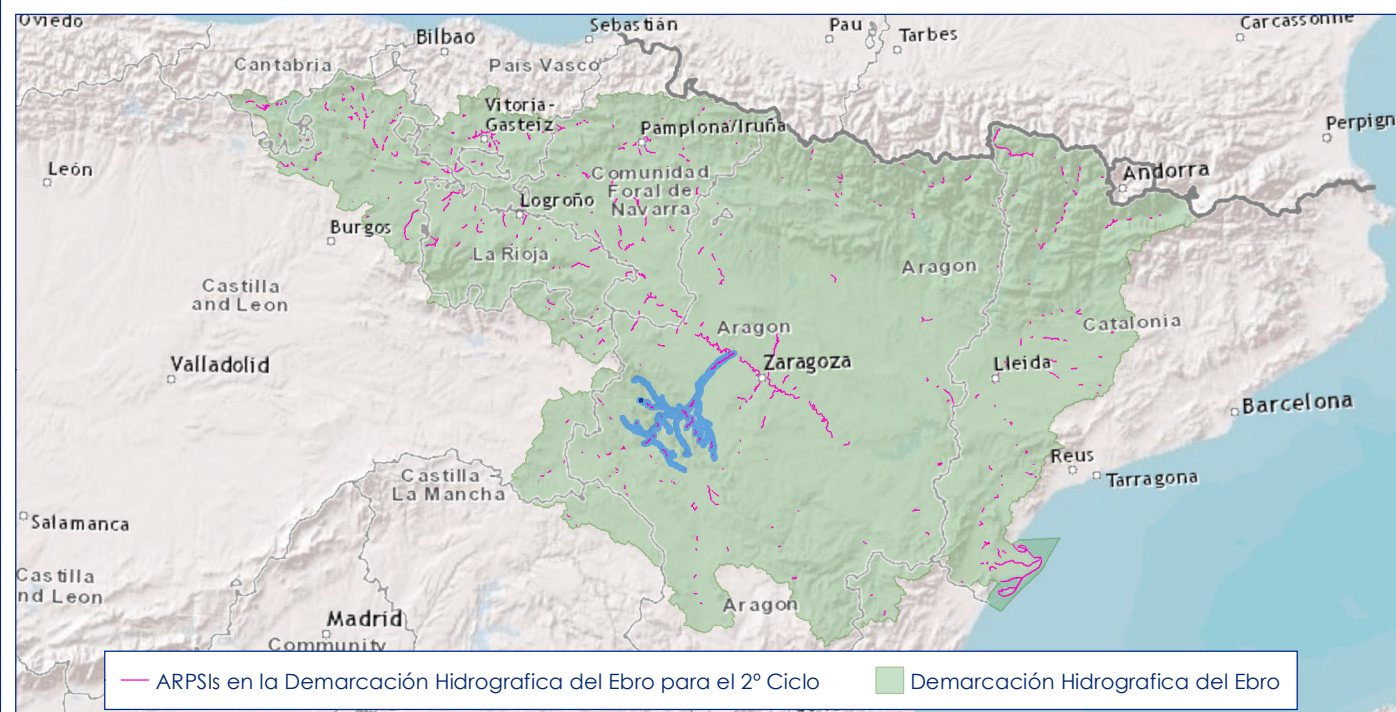 Oviedo
Bilbao
Sebastián
Pau
Tarbes
Carcassonne
Cantabria
País Vasco
Vitoria-
Gasteiz
Pamplona/Iruña
Perpign
León
Comunidad
Foral de
Navarra
Andorra
Logroño
Burgos
La Rioja
Aragon
Castilla
and Leon
Aragon
Catalonia
Valladolid
Zaragoza
Lleida
Barcelona
Reus
Tarragona
Castilla
La Mancha
Salamanca
Castilla
nd Leon
Aragon
Madrid
Community
ARPSIs en la Demarcación Hidrografica del Ebro para el 2º Ciclo
Demarcación Hidrografica del Ebro